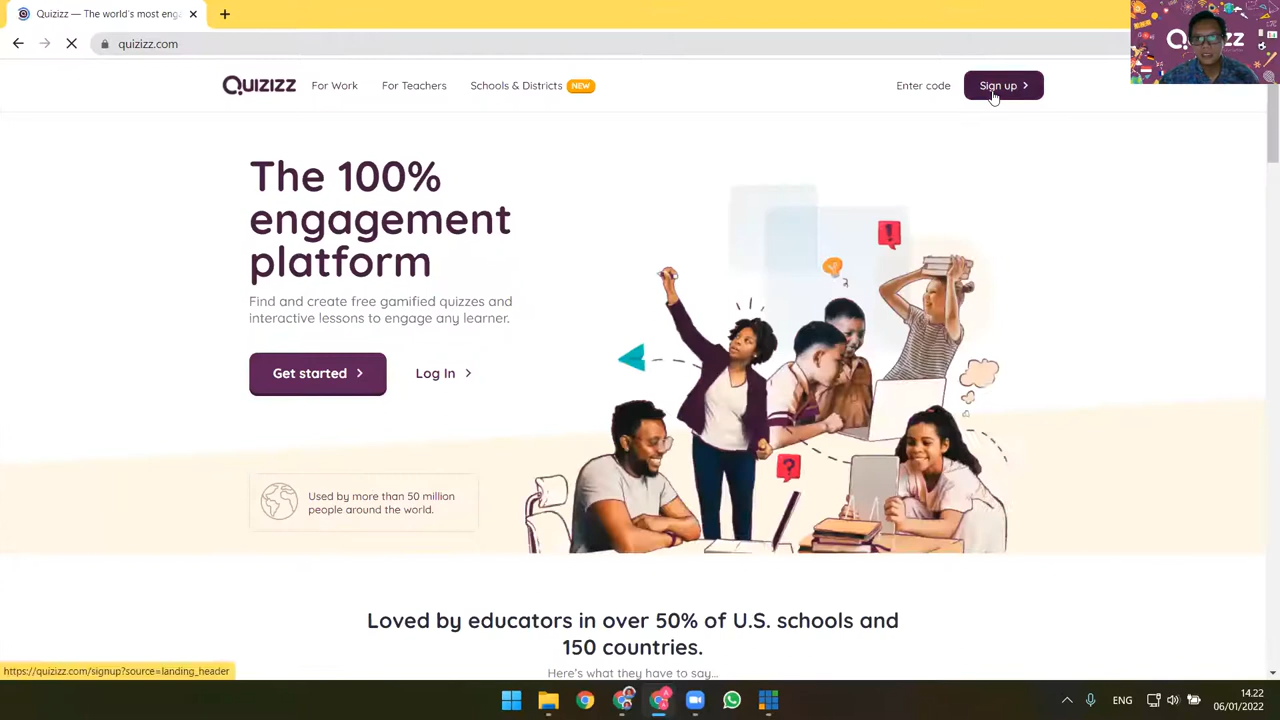 Quizizz — The world's most eng
quizizz.com
QUIZIZZ
For Work
For Teachers
Schools & Districts NEW
Enter code
Sign up
The 100%
engagement
platform
Find and create free gamified quizzes and
interactive lessons to engage any learner.
Get started
Log In
Used by more than 50 million
people around the world.
Loved by educators in over 50% of U.S. schools and
150 countries.
Here's what they have to say...
https://quizizz.com/signup?source=landing_header
ENG
14.22
06/01/2022